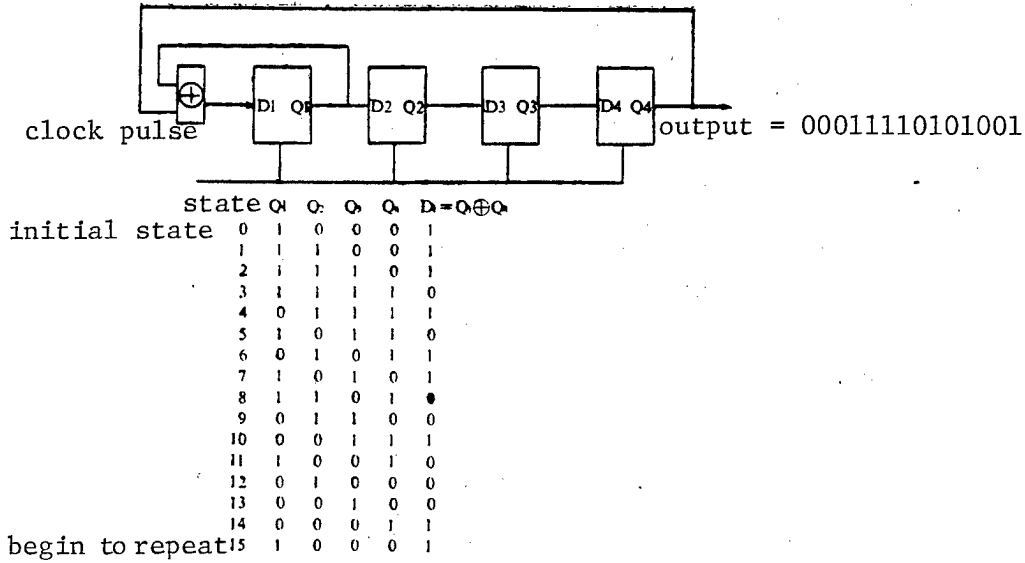 D1 Q1 D2 Q2 D3 Q3 D4 Q4
clock pulse
output = 00011110101001
state Q1 Q2 Q3 Q4 D1=Q1⊕Q4
initial state 0 1 0 0 0 1
1 1 1 0 0 1
2 1 1 1 0 1
3 1 1 1 1 0
4 0 1 1 1 1
5 1 0 1 1 0
6 0 1 0 1 1
7 1 0 1 0 1
8 1 1 0 1
9 0 1 1 0 0
10 0 0 1 1 1
11 1 0 0 1 0
12 0 1 0 0 0
13 0 0 1 0 0
14 0 0 0 1 1
begin to repeat 15 1 0 0 0 1